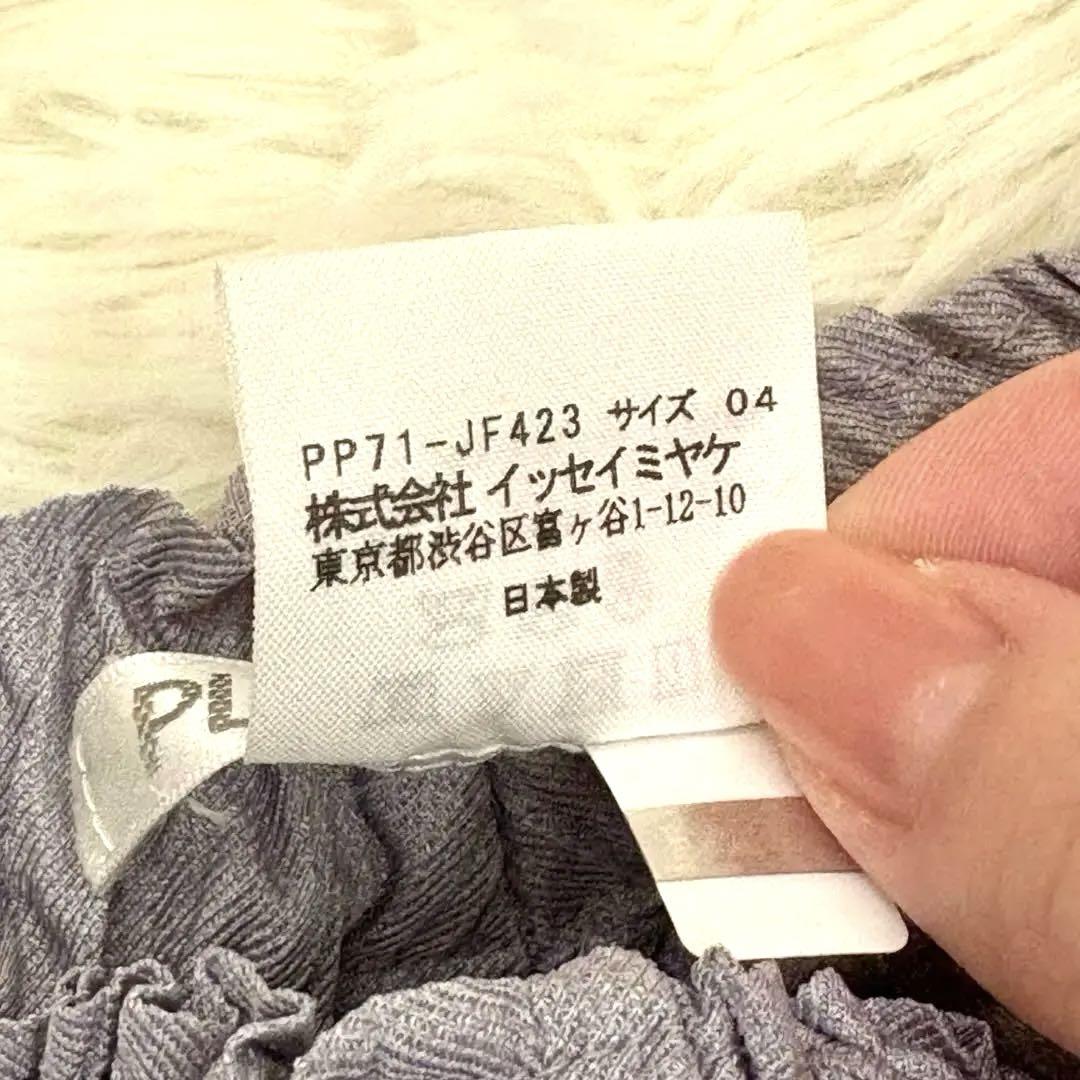 PP71-JF423 サイズ 04
株式会社 イッセイミヤケ
東京都渋谷区富ヶ谷1-12-10
日本製
PL